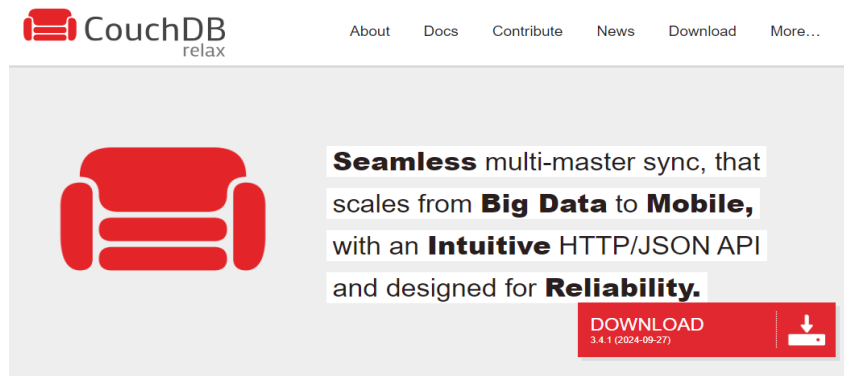 CouchDB
relax
About Docs Contribute News Download More...
Seamless multi-master sync, that
scales from Big Data to Mobile,
with an Intuitive HTTP/JSON API
and designed for Reliability.
DOWNLOAD
3.4.1 (2024-09-27)